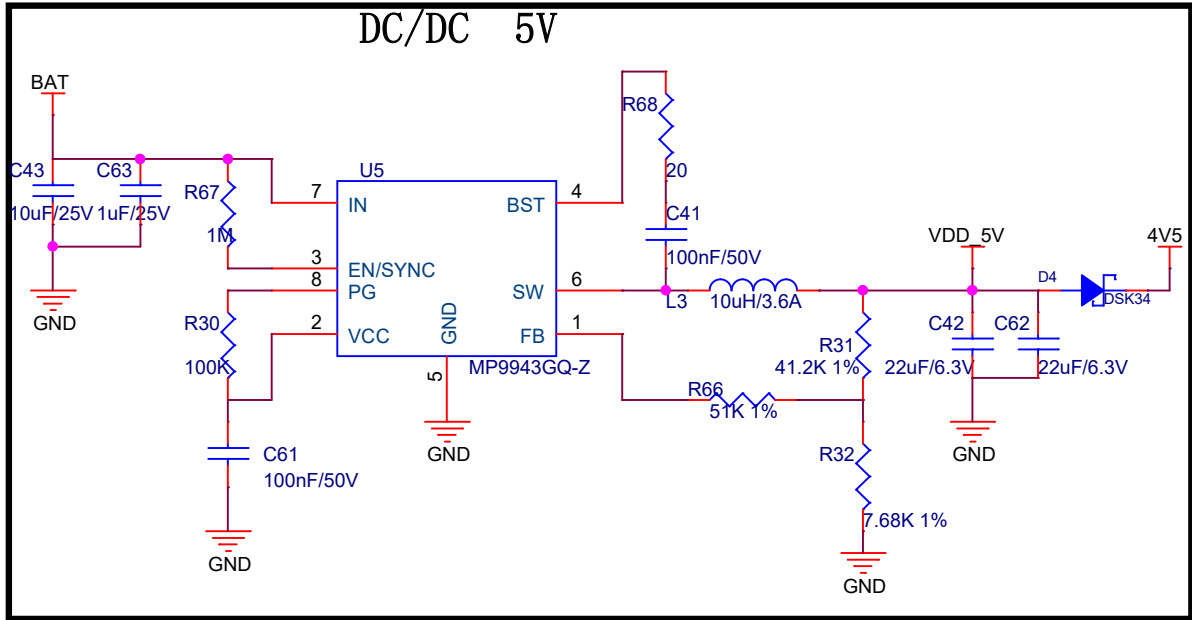 DC/DC 5V
BAT
C43
10uF/25V
C63
1uF/25V
R67
1M
GND
U5
7
IN
3
EN/SYNC
8
PG
2
VCC
GND
5
BST
4
SW
6
FB
1
MP9943GQ-Z
GND
R30
100K
C61
100nF/50V
GND
R68
20
C41
100nF/50V
L3
10uH/3.6A
R66
51K 1%
R31
41.2K 1%
R32
7.68K 1%
GND
VDD_5V
C42
22uF/6.3V
C62
22uF/6.3V
GND
D4
DSK34
4V5